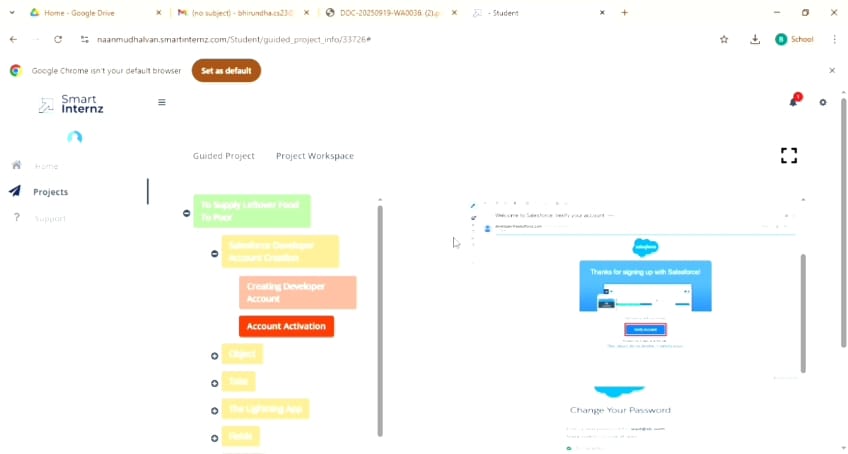 Home - Google Drive
(no subject) - bhirundha.cs23@
DOC-20250919-WA0038. (2).p
- Student
naanmudhalvan.smartinternz.com/Student/guided_project_info/33726#
B School
Google Chrome isn't your default browser
Set as default
Smart
Internz
Guided Project
Project Workspace
Home
Projects
? Support
To Supply Leftover Food
To Poor
Salesforce Developer
Account Creation
Creating Developer
Account
Account Activation
Object
Tabs
The Lightning App
Fields
Welcome to Salesforce: Verify your account
salesforce
Thanks for signing up with Salesforce!
Verify Account
Change Your Password